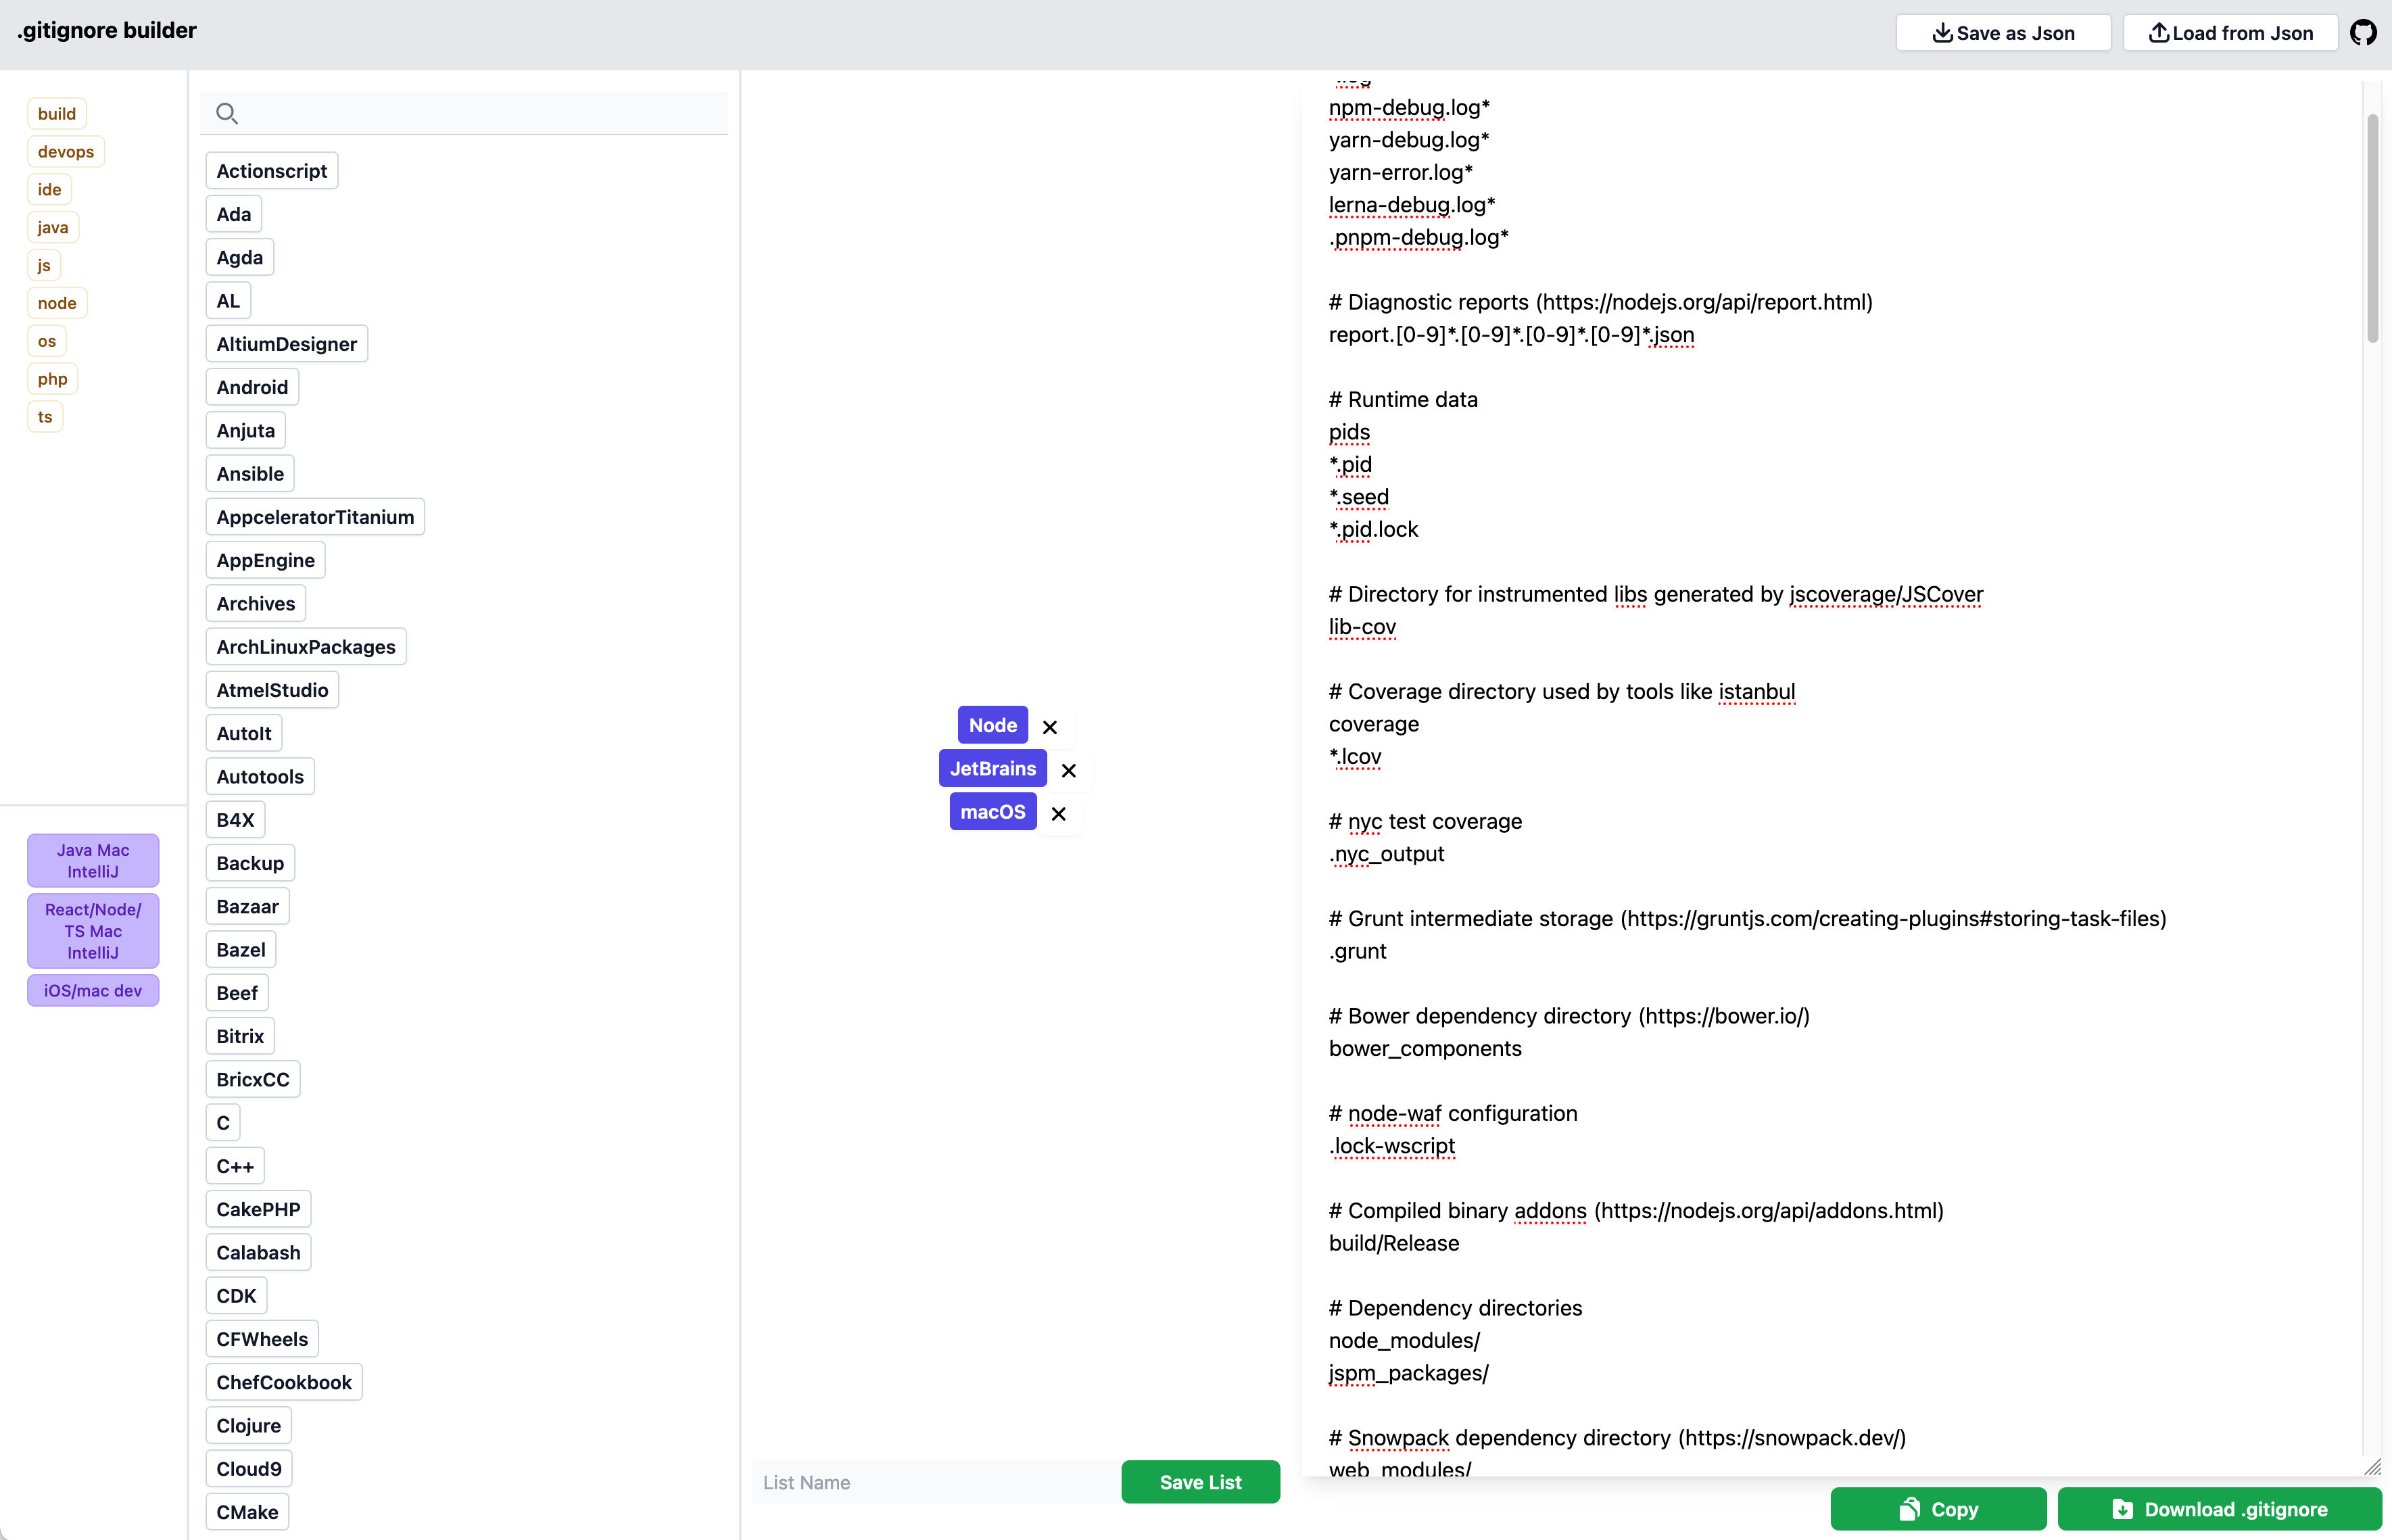 .gitignore builder
Save as Json
Load from Json
build
devops
ide
java
js
node
os
php
ts
Java Mac
IntelliJ
React/Node/
TS Mac
IntelliJ
iOS/mac dev
Actionscript
Ada
Agda
AL
AltiumDesigner
Android
Anjuta
Ansible
AppceleratorTitanium
AppEngine
Archives
ArchLinuxPackages
AtmelStudio
AutoIt
Autotools
B4X
Backup
Bazaar
Bazel
Beef
Bitrix
BricxCC
C
C++
CakePHP
Calabash
CDK
CFWheels
ChefCookbook
Clojure
Cloud9
CMake
Node
JetBrains
macOS
List Name
Save List
npm-debug.log*
yarn-debug.log*
yarn-error.log*
lerna-debug.log*
.pnpm-debug.log*
# Diagnostic reports (https://nodejs.org/api/report.html)
report.[0-9]*.[0-9]*.[0-9]*.[0-9]*.json
# Runtime data
pids
*.pid
*.seed
*.pid.lock
# Directory for instrumented libs generated by jscoverage/JSCover
lib-cov
# Coverage directory used by tools like istanbul
coverage
*.lcov
# nyc test coverage
.nyc_output
# Grunt intermediate storage (https://gruntjs.com/creating-plugins#storing-task-files)
.grunt
# Bower dependency directory (https://bower.io/)
bower_components
# node-waf configuration
.lock-wscript
# Compiled binary addons (https://nodejs.org/api/addons.html)
build/Release
# Dependency directories
node_modules/
jspm_packages/
# Snowpack dependency directory (https://snowpack.dev/)
web_modules/
Copy
Download .gitignore